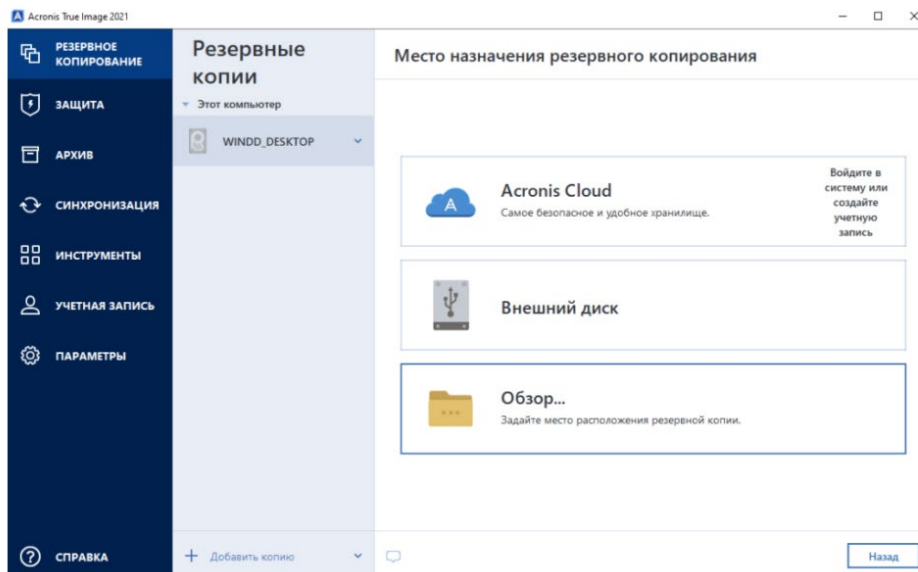 Acronis True Image 2021
РЕЗЕРВНОЕ
КОПИРОВАНИЕ
ЗАЩИТА
АРХИВ
СИНХРОНИЗАЦИЯ
ИНСТРУМЕНТЫ
УЧЕТНАЯ ЗАПИСЬ
ПАРАМЕТРЫ
СПРАВКА
Резервные
копии
Этот компьютер
WINDD_DESKTOP
Добавить копию
Место назначения резервного копирования
Acronis Cloud
Самое безопасное и удобное хранилище.
Войдите в
систему или
создайте
учетную
запись
Внешний диск
Обзор...
Задайте место расположения резервной копии.
Назад